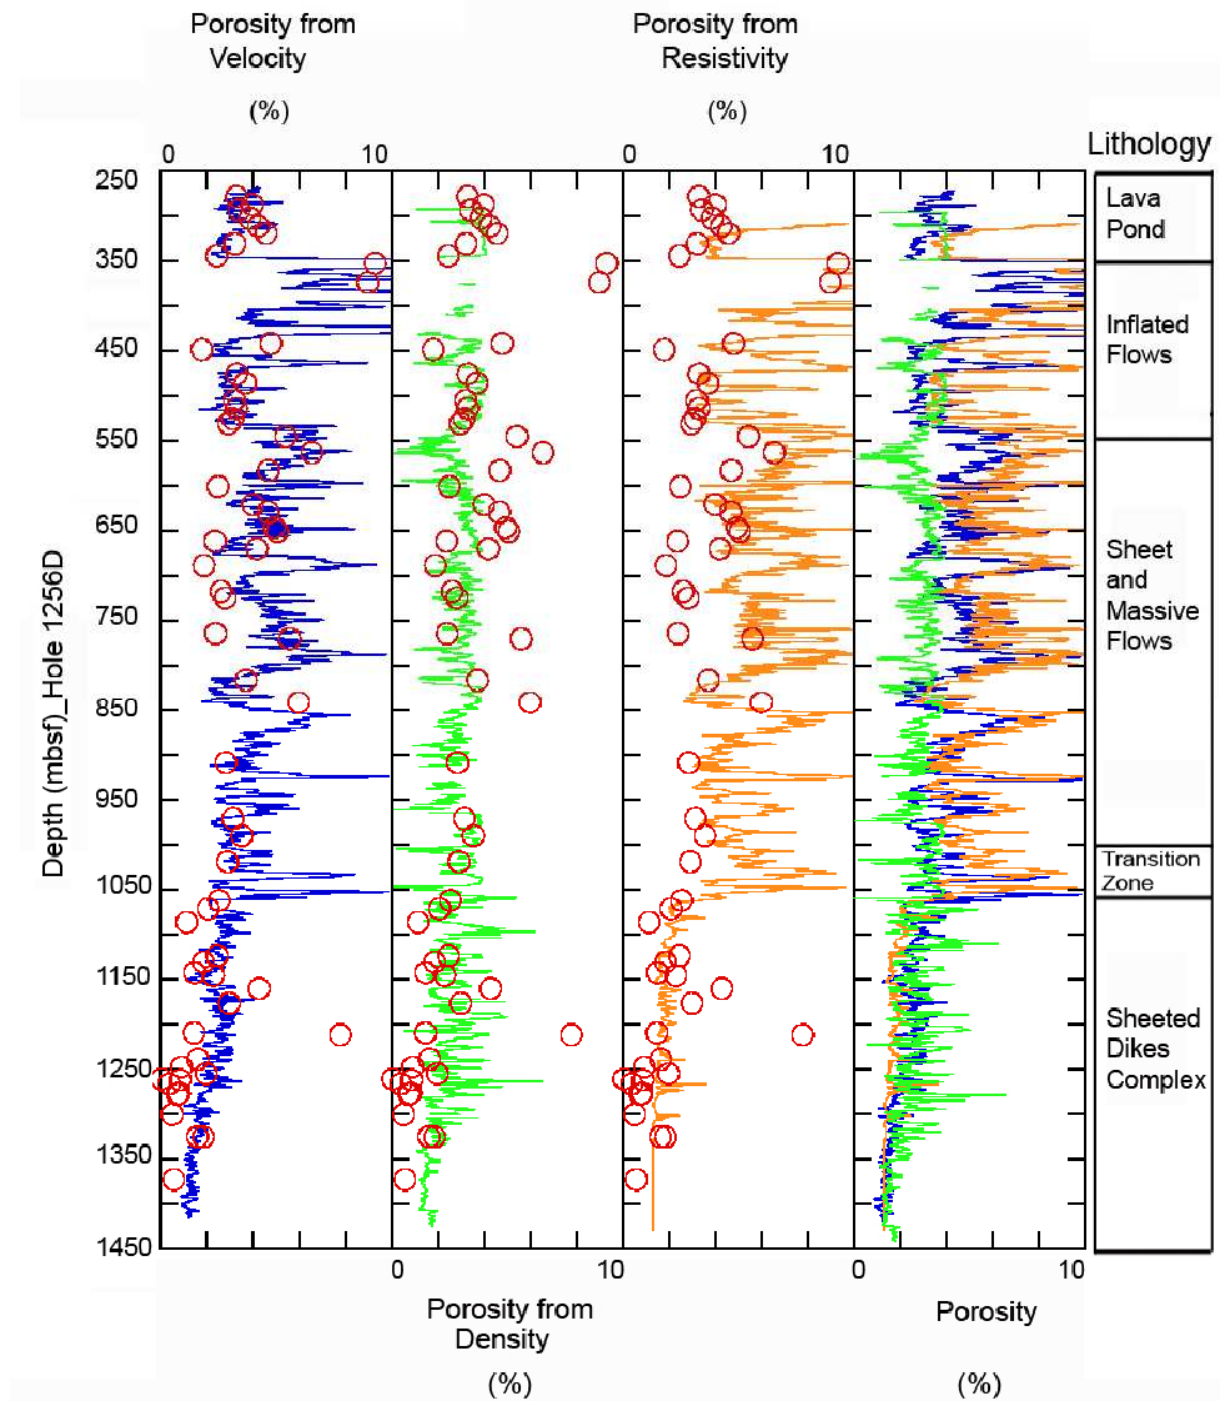 Porosity from
Velocity
(%)
Porosity from
Resistivity
(%)
0 10
0 10
Lithology
Depth (mbsf)_Hole 1256D
250
350
450
550
650
750
850
950
1050
1150
1250
1350
1450
Lava
Pond
Inflated
Flows
Sheet
and
Massive
Flows
Transition
Zone
Sheeted
Dikes
Complex
0 10
0 10
Porosity from
Density
(%)
Porosity
(%)